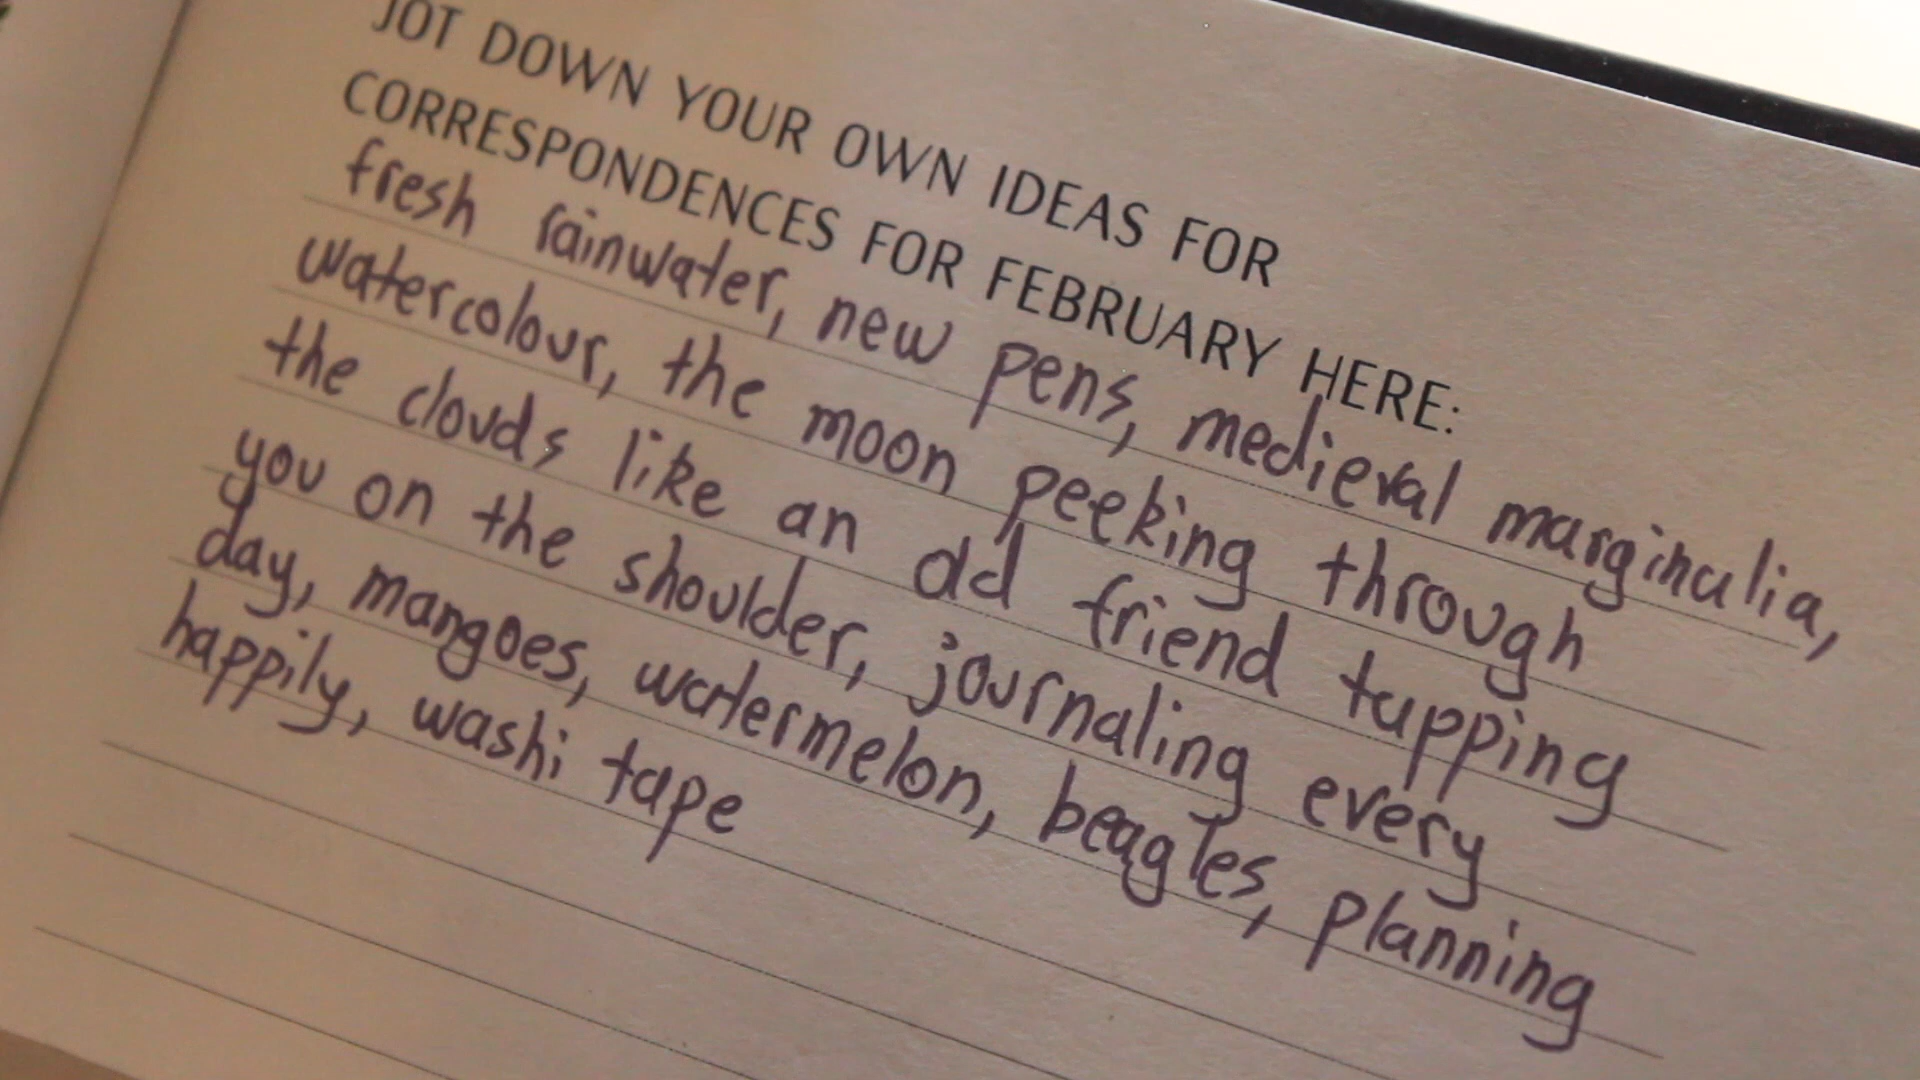 JOT DOWN YOUR OWN IDEAS FOR
CORRESPONDENCES FOR FEBRUARY HERE:
fresh rainwater, new pens, medieval marginalia,
watercolour, the moon peeking through
the clouds like an old friend tapping
you on the shoulder, journaling every
day, mangoes, watermelon, beagles, planning
happily, washi tape